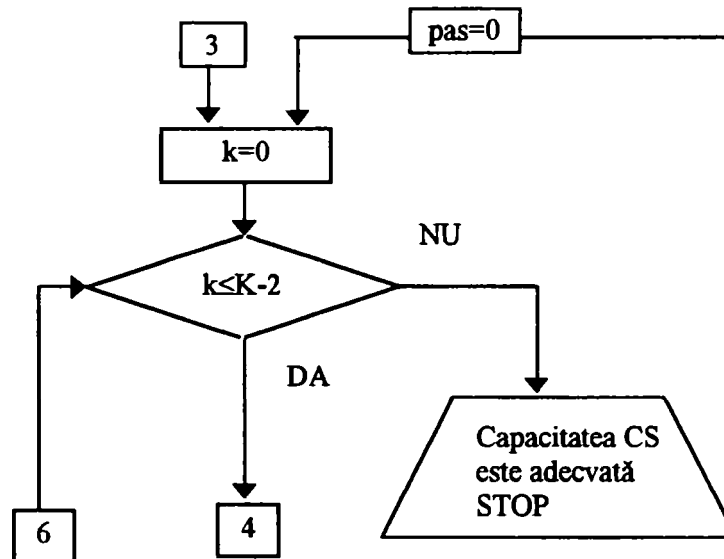 3
pas=0
k=0
NU
k≤K-2
DA
Capacitatea CS
este adecvată
STOP
6
4